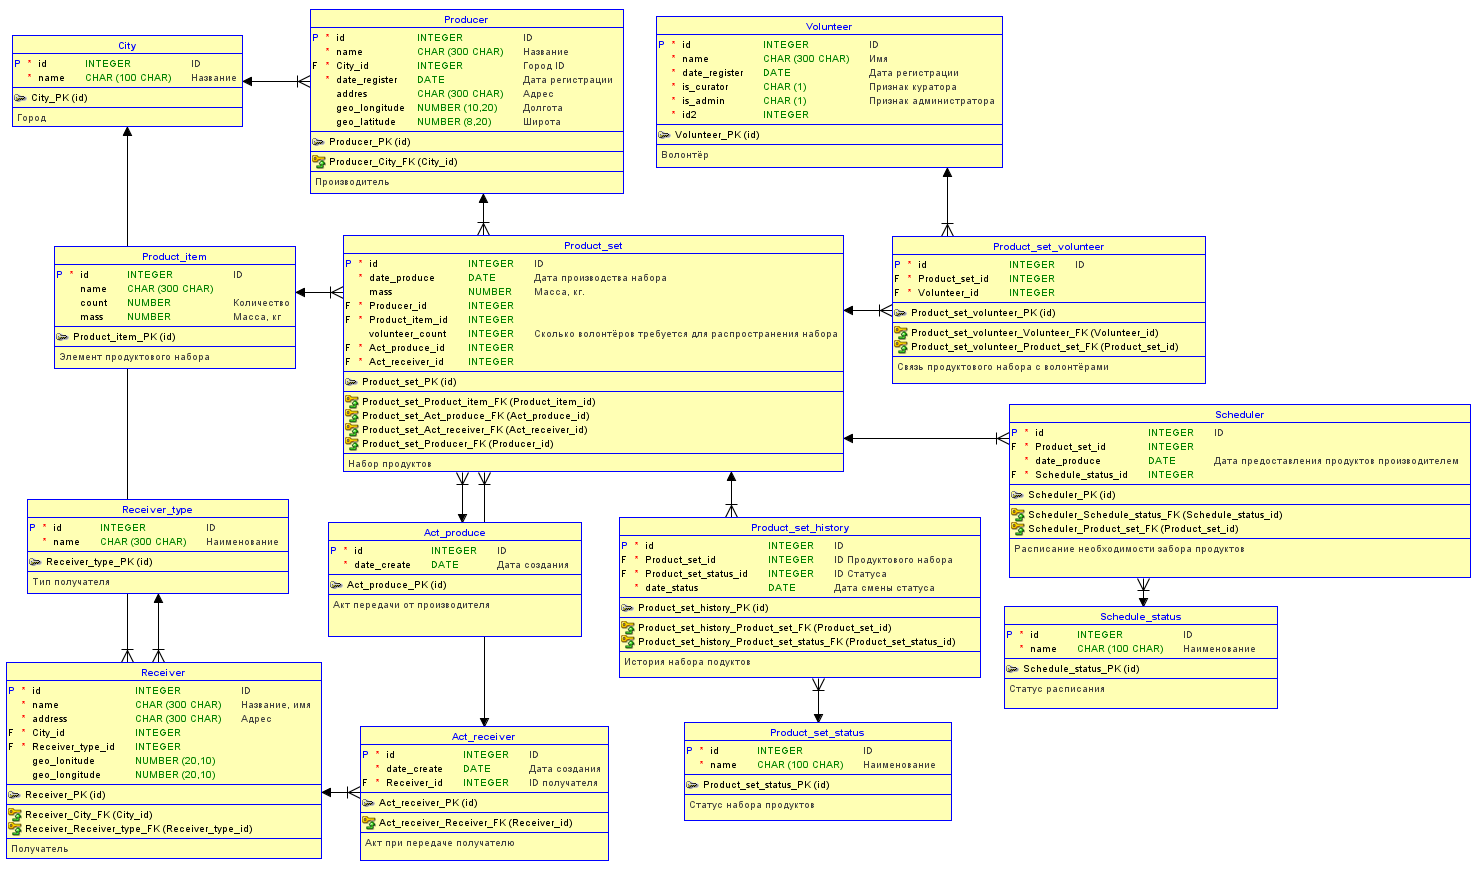 City
P * id INTEGER ID
* name CHAR (100 CHAR) Название
City_PK (id)
Город
Producer
P * id INTEGER ID
* name CHAR (300 CHAR) Название
F * City_id INTEGER Город ID
* date_register DATE Дата регистрации
addres CHAR (300 CHAR) Адрес
geo_longitude NUMBER (10,20) Долгота
geo_latitude NUMBER (8,20) Широта
Producer_PK (id)
Producer_City_FK (City_id)
Производитель
Volunteer
P * id INTEGER ID
* name CHAR (300 CHAR) Имя
* date_register DATE Дата регистрации
* is_curator CHAR (1) Признак куратора
* is_admin CHAR (1) Признак администратора
* id2 INTEGER
Volunteer_PK (id)
Волонтёр
Product_item
P * id INTEGER ID
name CHAR (300 CHAR)
count NUMBER Количество
mass NUMBER Масса, кг
Product_item_PK (id)
Элемент продуктового набора
Product_set
P * id INTEGER ID
* date_produce DATE Дата производства набора
mass NUMBER Масса, кг.
F * Producer_id INTEGER
F * Product_item_id INTEGER
volunteer_count INTEGER Сколько волонтёров требуется для распространения набора
F * Act_produce_id INTEGER
F * Act_receiver_id INTEGER
Product_set_PK (id)
Product_set_Product_item_FK (Product_item_id)
Product_set_Act_produce_FK (Act_produce_id)
Product_set_Act_receiver_FK (Act_receiver_id)
Product_set_Producer_FK (Producer_id)
Набор продуктов
Product_set_volunteer
P * id INTEGER ID
F * Product_set_id INTEGER
F * Volunteer_id INTEGER
Product_set_volunteer_PK (id)
Product_set_volunteer_Volunteer_FK (Volunteer_id)
Product_set_volunteer_Product_set_FK (Product_set_id)
Связь продуктового набора с волонтёрами
Scheduler
P * id INTEGER ID
F * Product_set_id INTEGER
* date_produce DATE Дата предоставления продуктов производителем
F * Schedule_status_id INTEGER
Scheduler_PK (id)
Scheduler_Schedule_status_FK (Schedule_status_id)
Scheduler_Product_set_FK (Product_set_id)
Расписание необходимости забора продуктов
Receiver_type
P * id INTEGER ID
* name CHAR (300 CHAR) Наименование
Receiver_type_PK (id)
Тип получателя
Act_produce
P * id INTEGER ID
* date_create DATE Дата создания
Act_produce_PK (id)
Акт передачи от производителя
Product_set_history
P * id INTEGER ID
F * Product_set_id INTEGER ID Продуктового набора
F * Product_set_status_id INTEGER ID Статуса
* date_status DATE Дата смены статуса
Product_set_history_PK (id)
Product_set_history_Product_set_FK (Product_set_id)
Product_set_history_Product_set_status_FK (Product_set_status_id)
История набора подуктов
Schedule_status
P * id INTEGER ID
* name CHAR (100 CHAR) Наименование
Schedule_status_PK (id)
Статус расписания
Receiver
P * id INTEGER ID
* name CHAR (300 CHAR) Название, имя
* address CHAR (300 CHAR) Адрес
F * City_id INTEGER
F * Receiver_type_id INTEGER
geo_lonitude NUMBER (20,10)
geo_longitude NUMBER (20,10)
Receiver_PK (id)
Receiver_City_FK (City_id)
Receiver_Receiver_type_FK (Receiver_type_id)
Получатель
Act_receiver
P * id INTEGER ID
* date_create DATE Дата создания
F * Receiver_id INTEGER ID получателя
Act_receiver_PK (id)
Act_receiver_Receiver_FK (Receiver_id)
Акт при передаче получателю
Product_set_status
P * id INTEGER ID
* name CHAR (100 CHAR) Наименование
Product_set_status_PK (id)
Статус набора продуктов